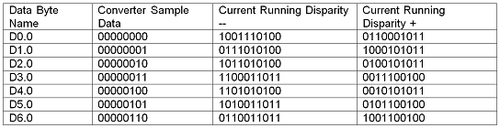 Data Byte Name Converter Sample Data Current Running Disparity -- Current Running Disparity +
D0.0 00000000 1001110100 0110001011
D1.0 00000001 0111010100 1000101011
D2.0 00000010 1011010100 0100101011
D3.0 00000011 1100011011 0011100100
D4.0 00000100 1101010100 0010101011
D5.0 00000101 1010011011 0101100100
D6.0 00000110 0110011011 1001100100